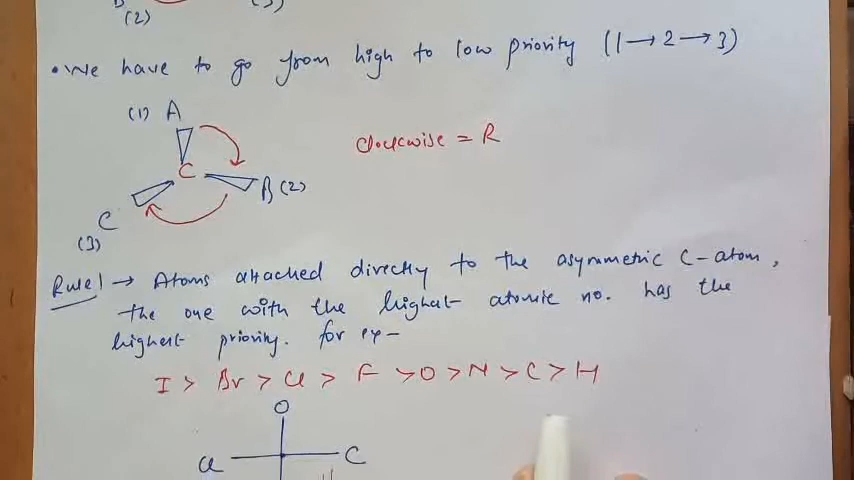 (2) (3)
• We have to go from high to low priority (1→2→3)
(1) A
Clockwise = R
C
B (2)
C
(3)
Rule 1 → Atoms attached directly to the asymmetric C-atom,
the one with the highest atomic no. has the
highest priority. for ex-
I > Br > Cl > F > O > N > C > H
O
Cl C